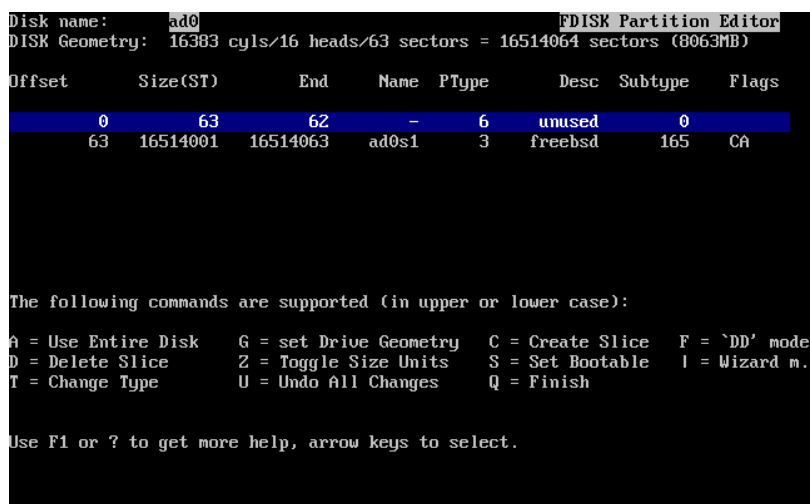 Disk name: ad0 FDISK Partition Editor
DISK Geometry: 16383 cyls/16 heads/63 sectors = 16514064 sectors (8063MB)
Offset Size(ST) End Name PType Desc Subtype Flags
0 63 62 - 6 unused 0
63 16514001 16514063 ad0s1 3 freebsd 165 CA
The following commands are supported (in upper or lower case):
A = Use Entire Disk G = set Drive Geometry C = Create Slice F = `DD' mode
D = Delete Slice Z = Toggle Size Units S = Set Bootable | = Wizard m.
T = Change Type U = Undo All Changes Q = Finish
Use F1 or ? to get more help, arrow keys to select.